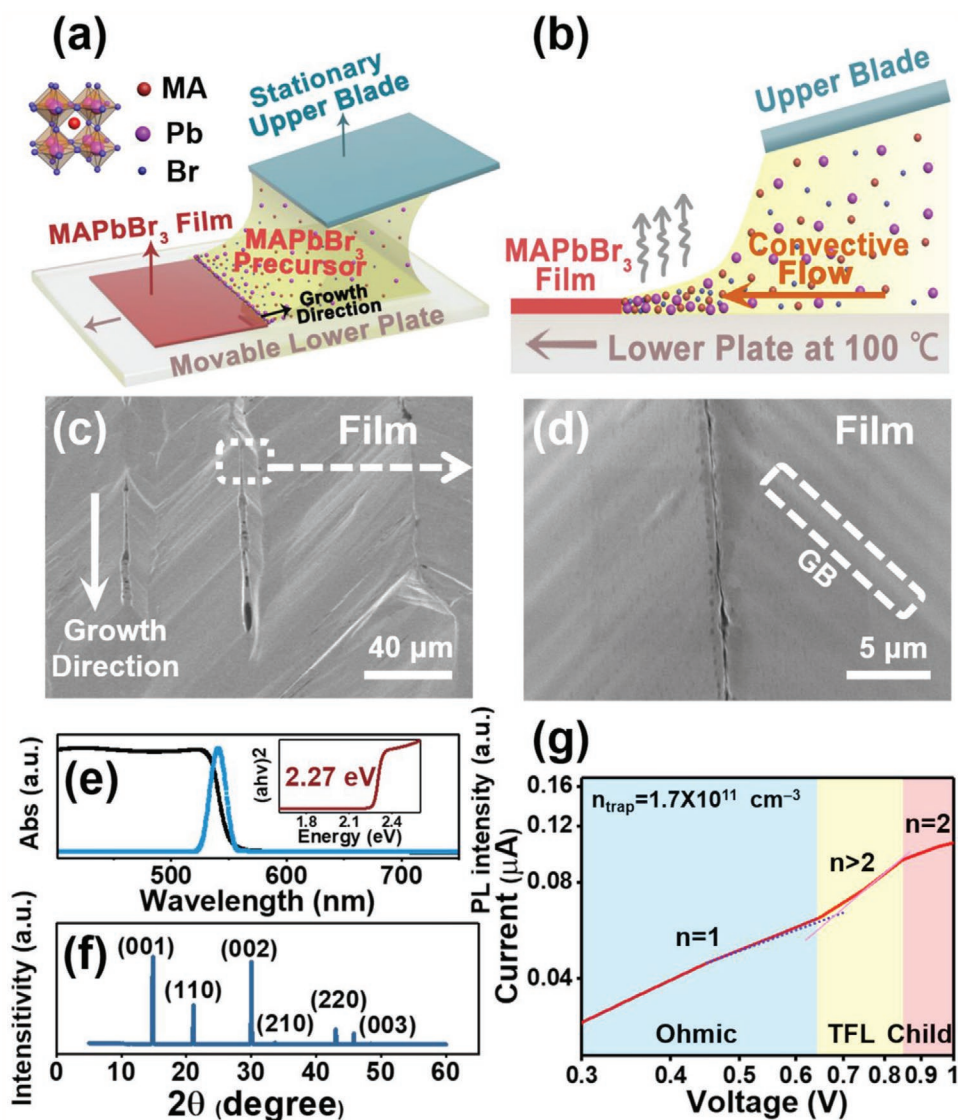 (a)
MA
Pb
Br
Stationary
Upper Blade
MAPbBr3 Film
MAPbBr3
Precursor
Growth
Direction
Movable Lower Plate
(b)
Upper Blade
MAPbBr3
Film
Convective
Flow
Lower Plate at 100 ℃
(c)
Film
Growth
Direction
40 μm
(d)
Film
GB
5 μm
(e)
Abs (a.u.)
PL intensity (a.u.)
(ahv)2
2.27 eV
1.8 2.1 2.4
Energy (eV)
500 600 700
Wavelength (nm)
(f)
Intensitivity (a.u.)
(001)
(002)
(110)
(220)
(210)
(003)
0 10 20 30 40 50 60
2θ (degree)
(g)
Current (μA)
0.16
0.12
0.08
0.04
ntrap=1.7X10¹¹ cm⁻³
n=1
n>2
n=2
Ohmic
TFL
Child
0.3 0.4 0.5 0.6 0.7 0.8 0.9 1
Voltage (V)